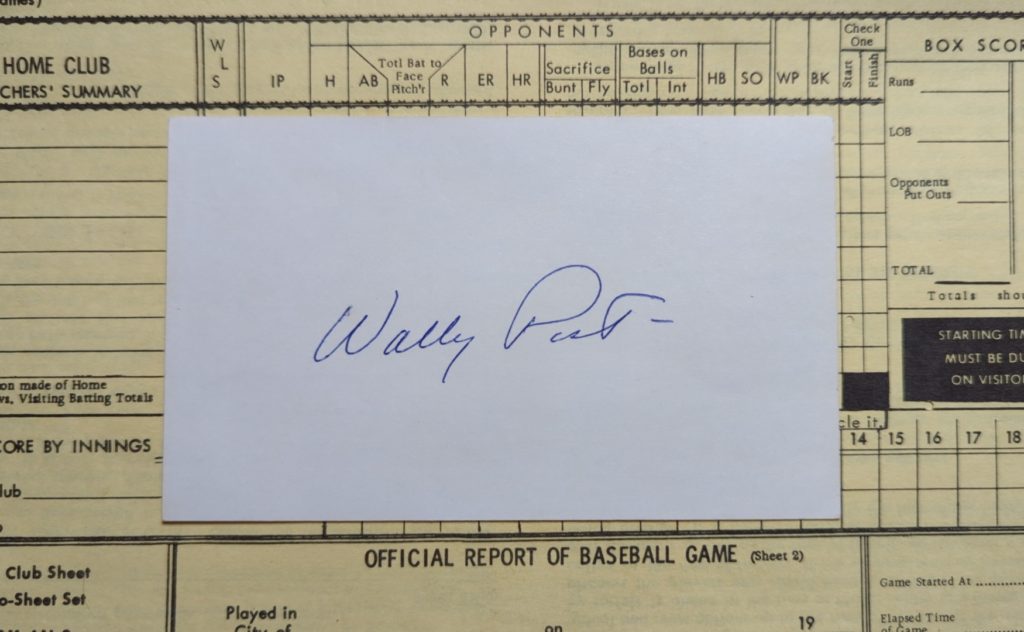 OPPONENTS
Check
One
W
L
S
IP
H
AB
Totl Bat to
Face
Pitch'r
R
ER
HR
Sacrifice
Bunt Fly
Bases on
Balls
Totl Int
HB
SO
WP
BK
Start
Finish
HOME CLUB
CHERS' SUMMARY
BOX SCOR
Runs
LOB
Opponents
Put Outs
TOTAL
Totals
STARTING
MUST BE
ON VISITO
Wally Post
on made of Home
Visiting Batting Totals
CORE BY INNINGS
lub
cle it.
14 15 16 17 18
OFFICIAL REPORT OF BASEBALL GAME (Sheet 2)
Club Sheet
o-Sheet Set
Played in
City of
on
19
Game Started At
Elapsed Time
of Game